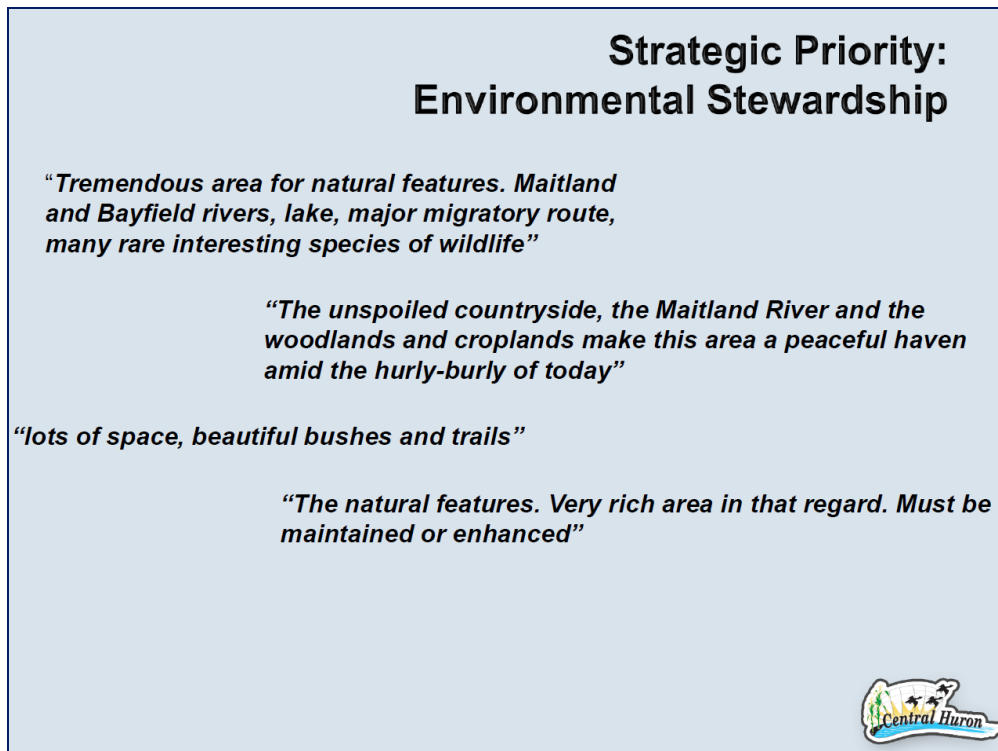 Strategic Priority:
Environmental Stewardship
“Tremendous area for natural features. Maitland
and Bayfield rivers, lake, major migratory route,
many rare interesting species of wildlife”
“The unspoiled countryside, the Maitland River and the
woodlands and croplands make this area a peaceful haven
amid the hurly-burly of today”
“lots of space, beautiful bushes and trails”
“The natural features. Very rich area in that regard. Must be
maintained or enhanced”
Central Huron